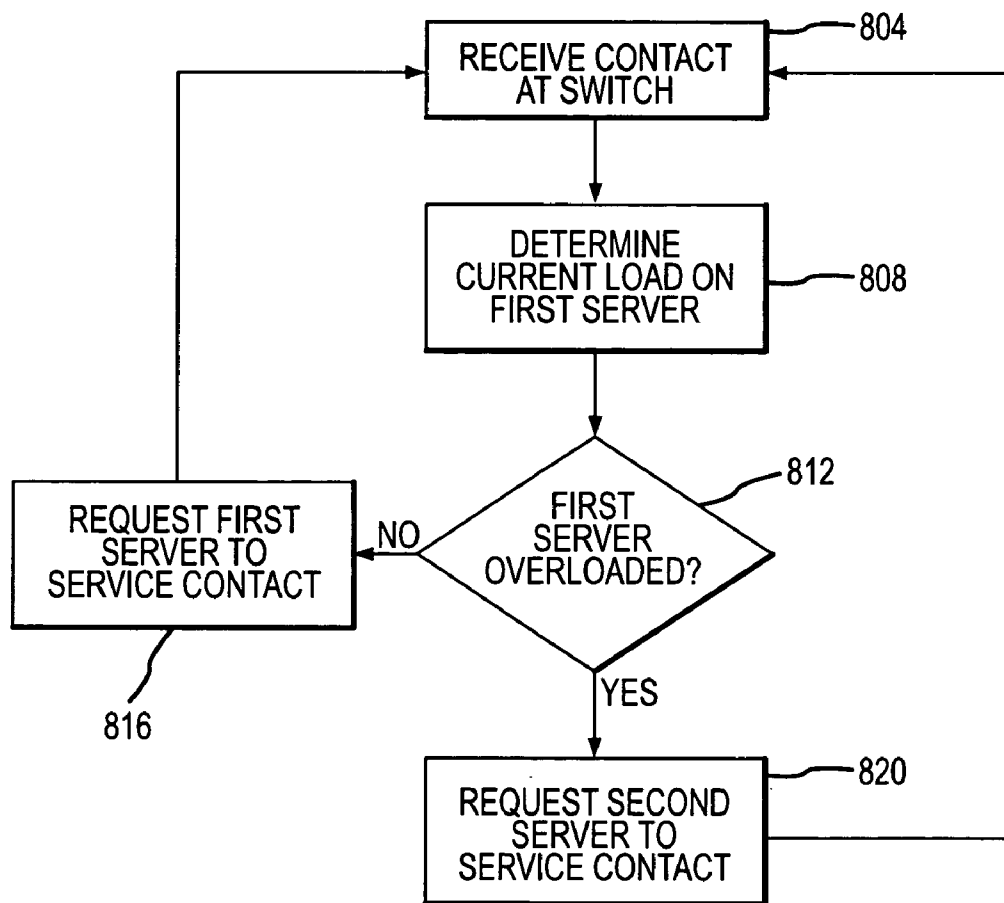 804
RECEIVE CONTACT
AT SWITCH
DETERMINE
CURRENT LOAD ON
FIRST SERVER
808
812
FIRST
SERVER
OVERLOADED?
NO
REQUEST FIRST
SERVER TO
SERVICE CONTACT
816
YES
820
REQUEST SECOND
SERVER TO
SERVICE CONTACT